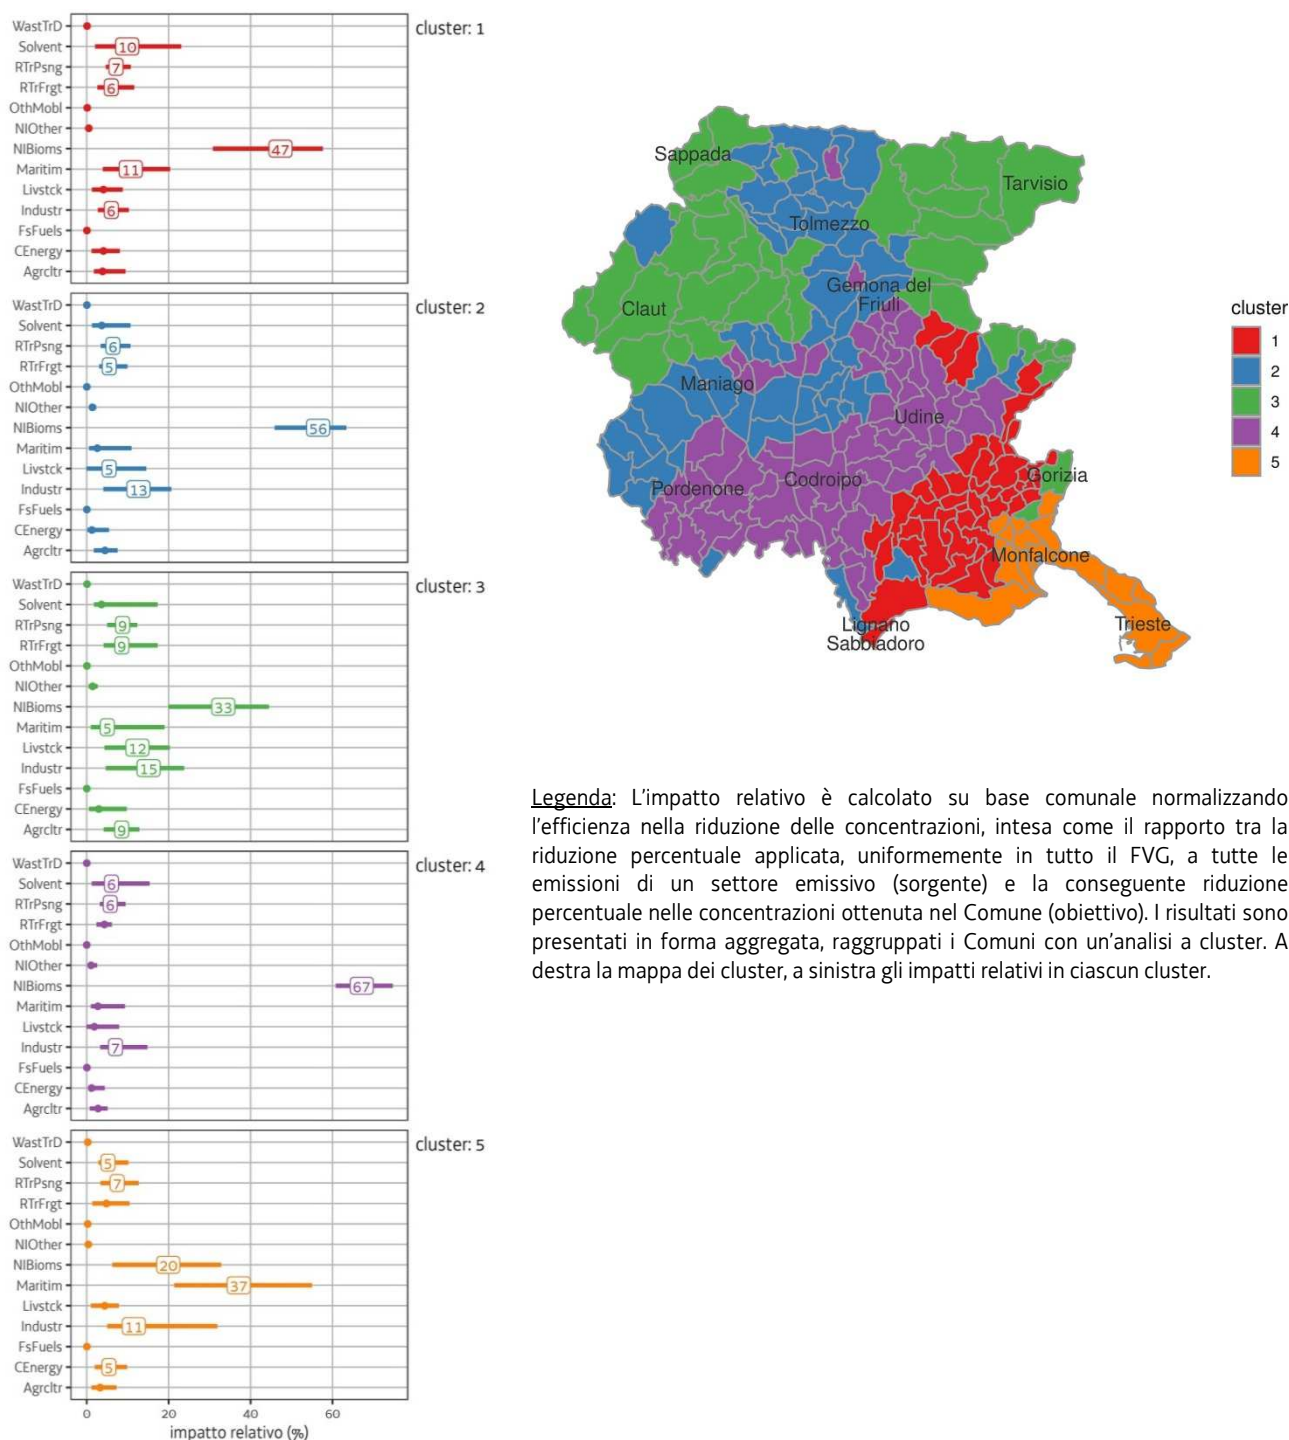 cluster: 1
WastTrD
Solvent
10
RTrPsng
7
RTrFrgt
6
OthMobl
NIOther
NIBioms
47
Maritim
11
Livstck
Industr
6
FsFuels
CEnergy
Agrcltr
cluster: 2
WastTrD
Solvent
RTrPsng
6
RTrFrgt
5
OthMobl
NIOther
NIBioms
56
Maritim
Livstck
5
Industr
13
FsFuels
CEnergy
Agrcltr
cluster: 3
WastTrD
Solvent
RTrPsng
9
RTrFrgt
9
OthMobl
NIOther
NIBioms
33
Maritim
5
Livstck
12
Industr
15
FsFuels
CEnergy
Agrcltr
9
cluster: 4
WastTrD
Solvent
6
RTrPsng
6
RTrFrgt
OthMobl
NIOther
NIBioms
67
Maritim
Livstck
Industr
7
FsFuels
CEnergy
Agrcltr
cluster: 5
WastTrD
Solvent
5
RTrPsng
7
RTrFrgt
OthMobl
NIOther
NIBioms
20
Maritim
37
Livstck
Industr
11
FsFuels
CEnergy
5
Agrcltr
0 20 40 60
impatto relativo (%)
Sappada
Tarvisio
Tolmezzo
Gemona del
Friuli
Claut
Maniago
Udine
Pordenone
Codroipo
Gorizia
Monfalcone
Trieste
Lignano
Sabbiadoro
cluster
1
2
3
4
5
Legenda: L'impatto relativo è calcolato su base comunale normalizzando
l'efficienza nella riduzione delle concentrazioni, intesa come il rapporto tra la
riduzione percentuale applicata, uniformemente in tutto il FVG, a tutte le
emissioni di un settore emissivo (sorgente) e la conseguente riduzione
percentuale nelle concentrazioni ottenuta nel Comune (obiettivo). I risultati sono
presentati in forma aggregata, raggruppati i Comuni con un'analisi a cluster. A
destra la mappa dei cluster, a sinistra gli impatti relativi in ciascun cluster.